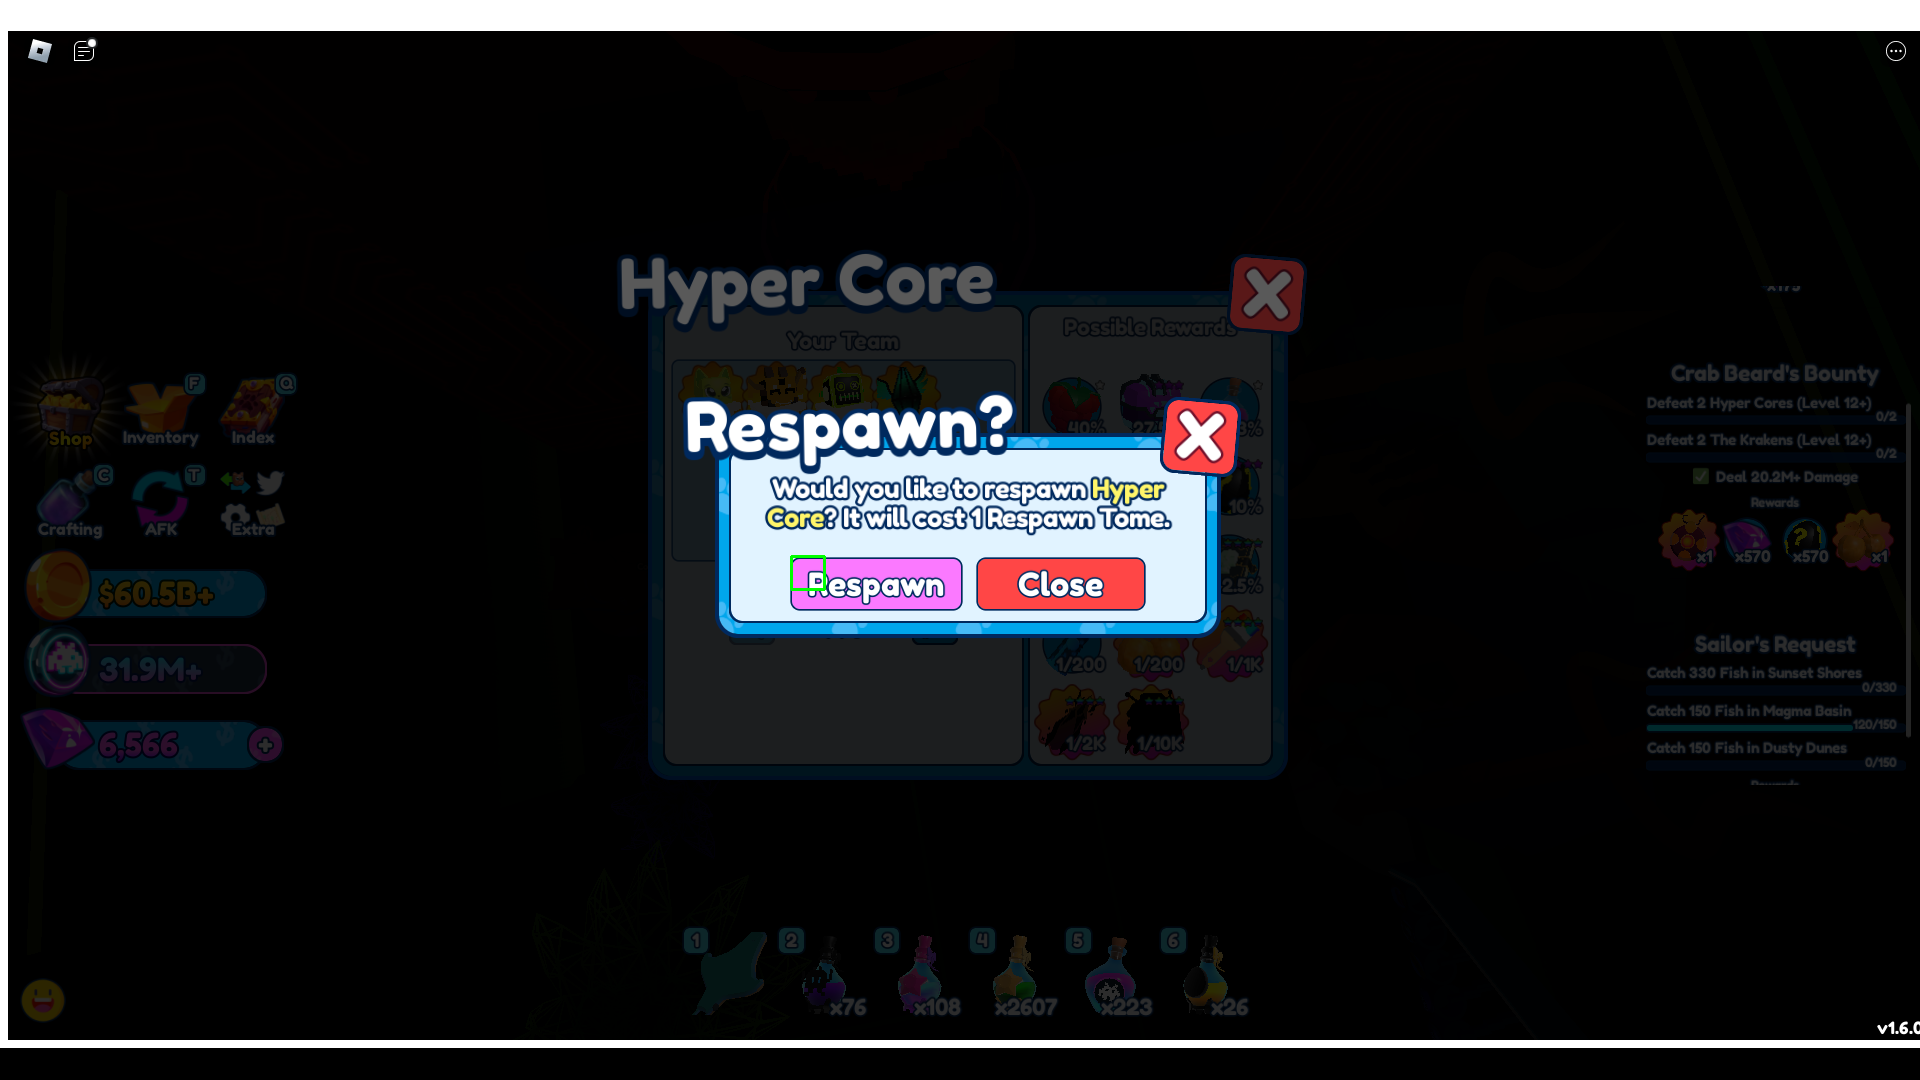 Hyper Core
Your Team
Possible Rewards
40%
Respawn?
Would you like to respawn Hyper
Core? It will cost 1 Respawn Tome.
Respawn
Close
10%
2.5%
1/200
1/200
1/1K
1/2K
1/10K
Shop
F
Inventory
Q
Index
C
Crafting
T
AFK
Extra
$60.5B+
31.9M+
6,566
x175
Crab Beard's Bounty
Defeat 2 Hyper Cores (Level 12+)
0/2
Defeat 2 The Krakens (Level 12+)
0/2
Deal 20.2M+ Damage
Rewards
x1
x570
x570
x1
Sailor's Request
Catch 330 Fish in Sunset Shores
0/330
Catch 150 Fish in Magma Basin
120/150
Catch 150 Fish in Dusty Dunes
0/150
Rewards
1
2
x76
3
x108
4
x2607
5
x223
6
x26
v1.6.0